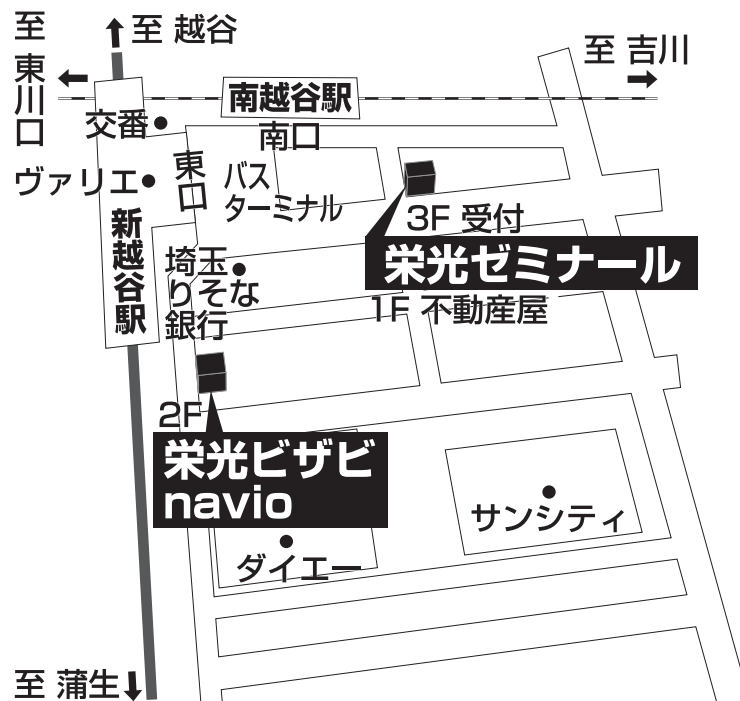 至 越谷
至 東川口
至 吉川
南越谷駅
南口
交番
東口
バス
ターミナル
ヴァリエ
新越谷駅
3F 受付
栄光ゼミナール
1F 不動産屋
埼玉
りそな
銀行
2F
栄光ビザビ
navio
サンシティ
ダイエー
至 蒲生